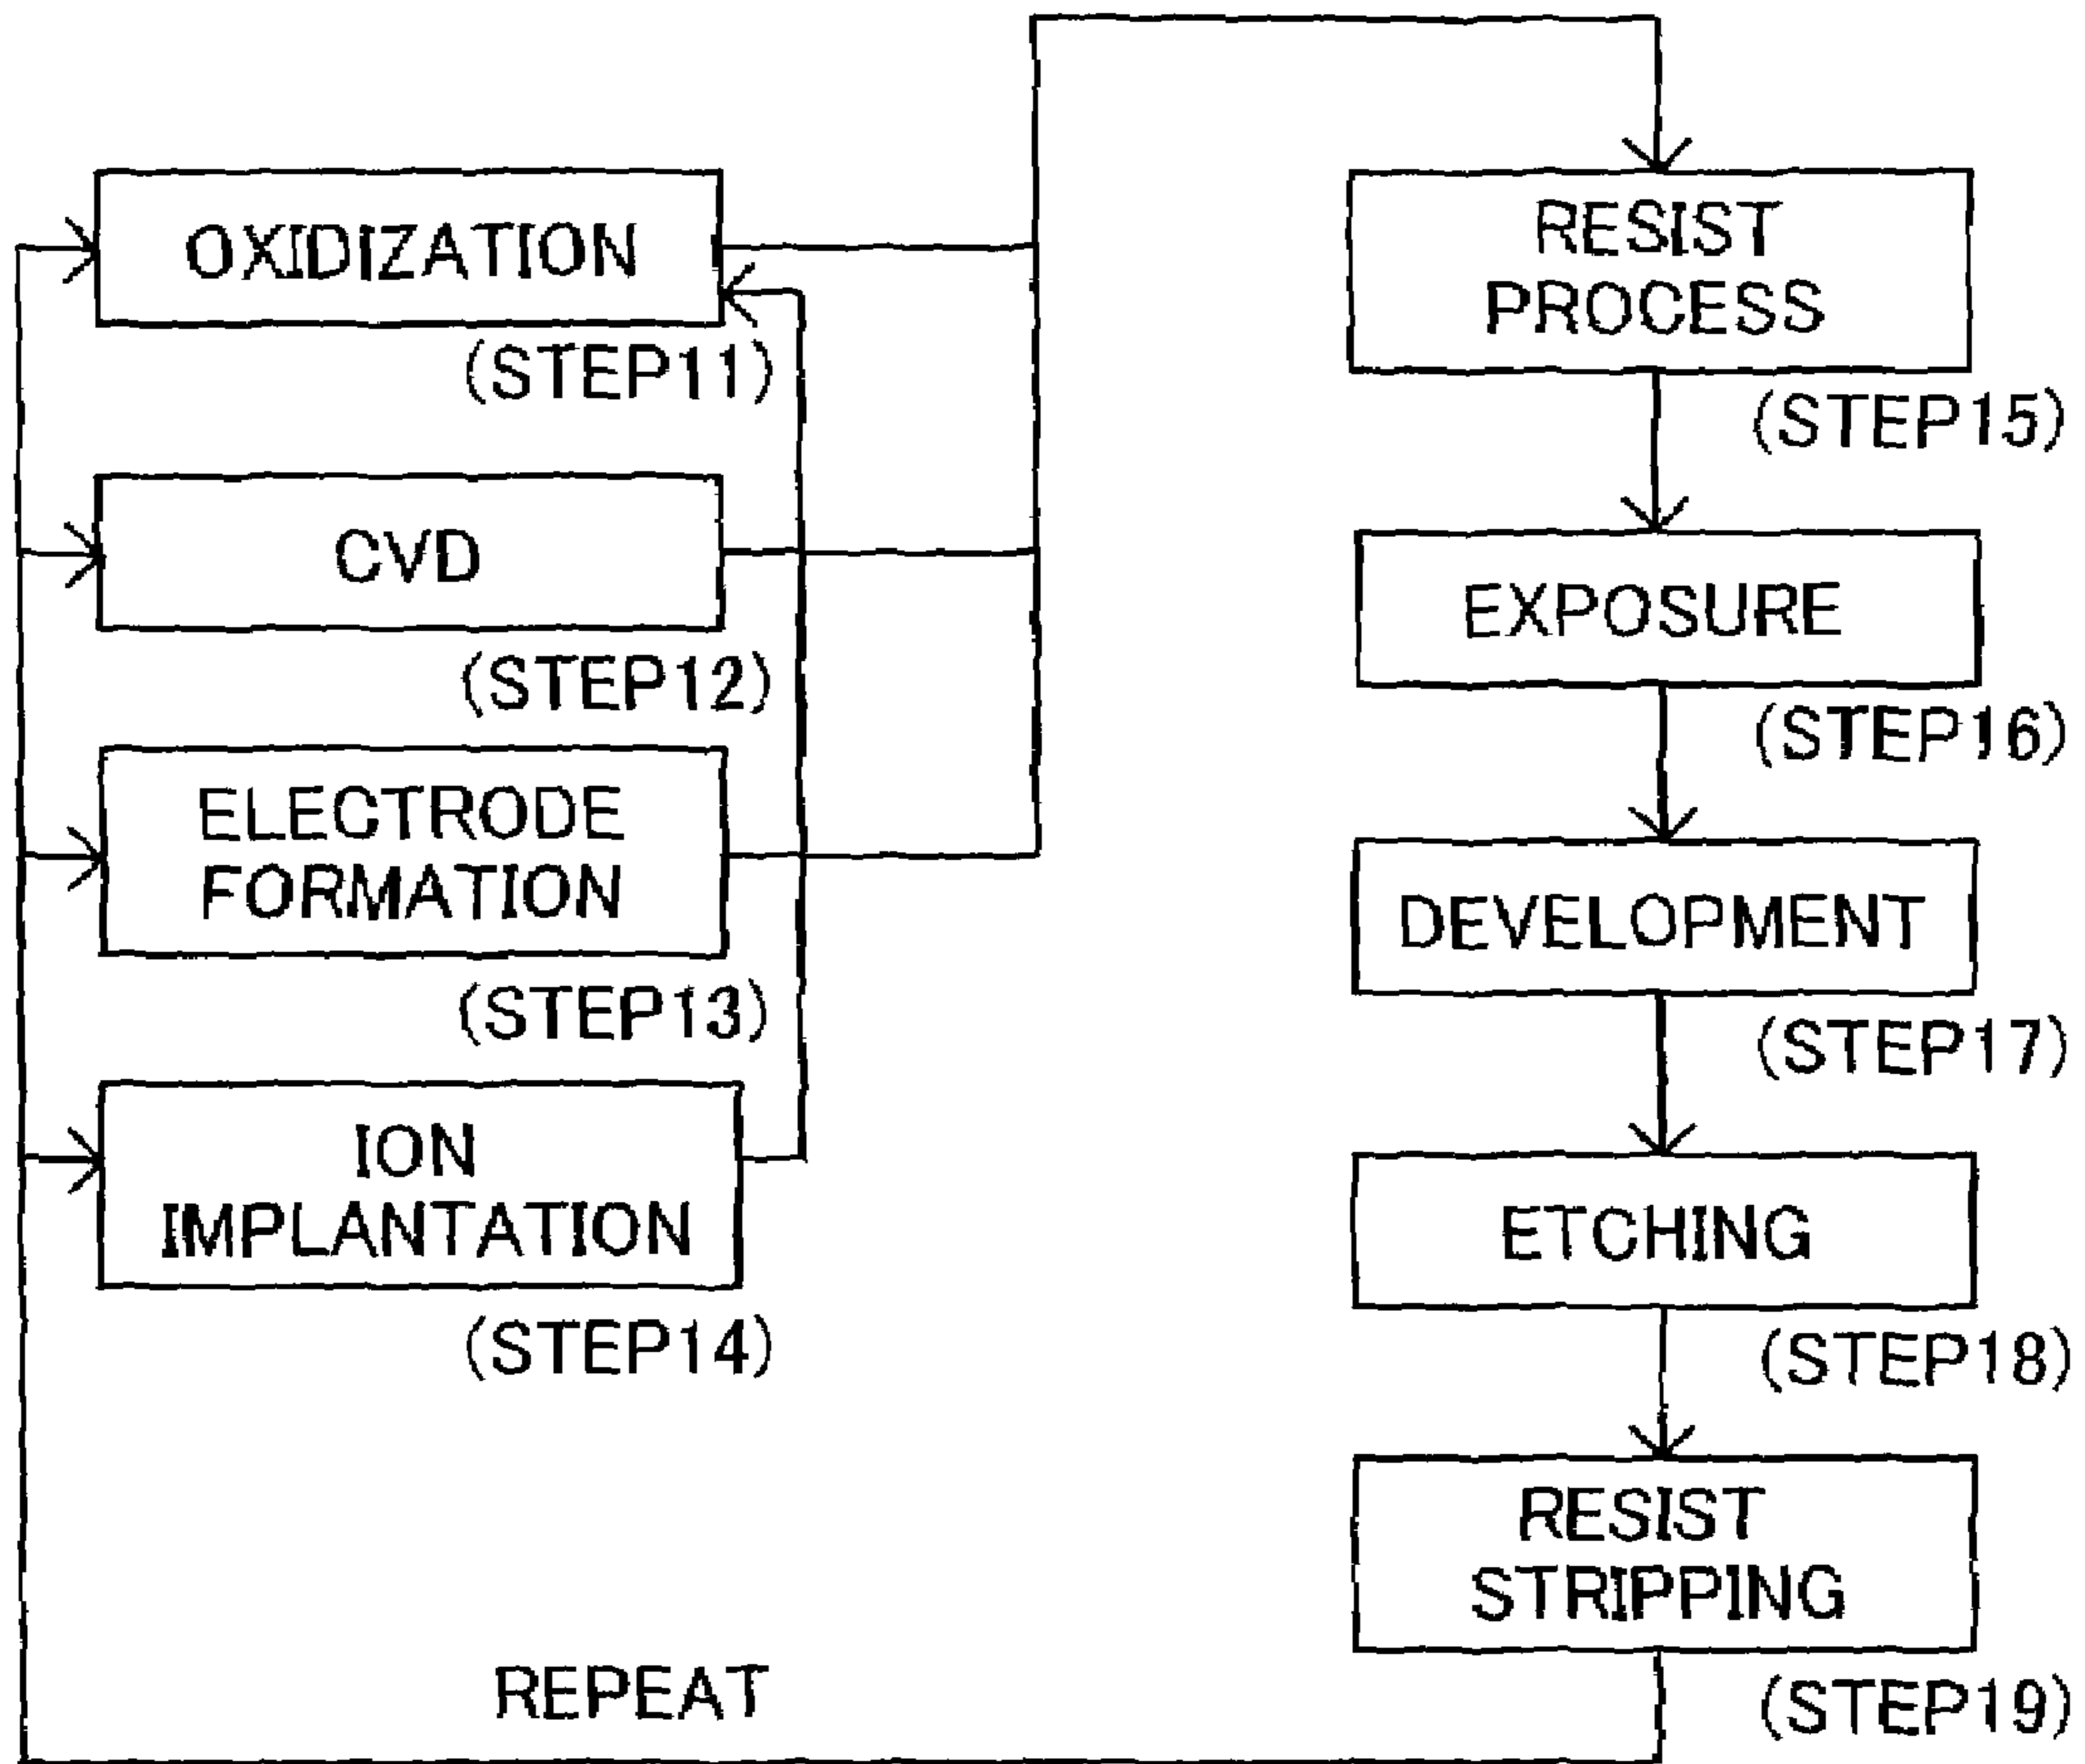 OXIDIZATION
(STEP11)
CVD
(STEP12)
ELECTRODE
FORMATION
(STEP13)
ION
IMPLANTATION
(STEP14)
REPEAT
RESIST
PROCESS
(STEP15)
EXPOSURE
(STEP16)
DEVELOPMENT
(STEP17)
ETCHING
(STEP18)
RESIST
STRIPPING
(STEP19)